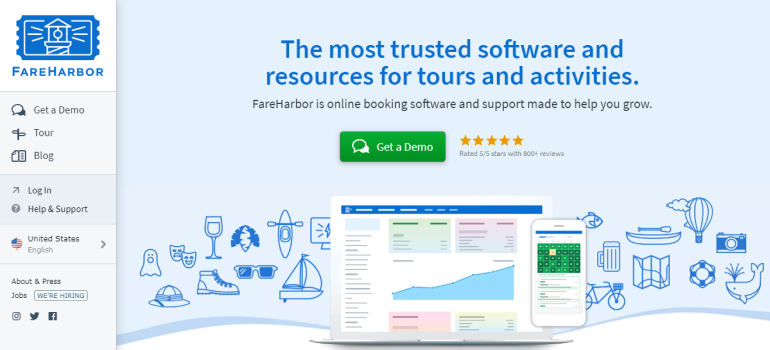 FAREHARBOR
Get a Demo
Tour
Blog
Log In
Help & Support
United States
English
About & Press
Jobs WE'RE HIRING
The most trusted software and
resources for tours and activities.
FareHarbor is online booking software and support made to help you grow.
Get a Demo
Rated 5/5 stars with 800+ reviews